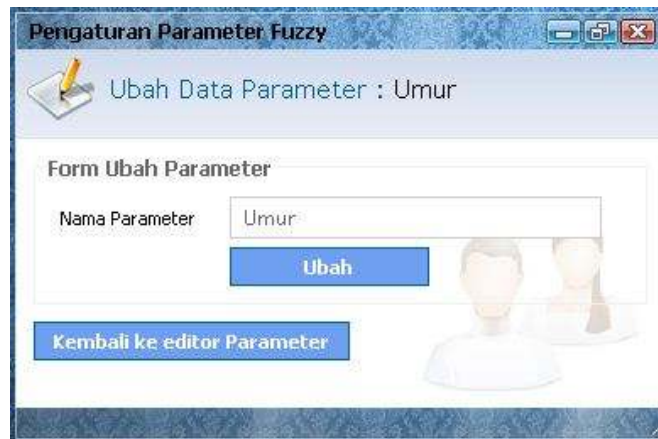 Pengaturan Parameter Fuzzy
Ubah Data Parameter : Umur
Form Ubah Parameter
Nama Parameter Umur
Ubah
Kembali ke editor Parameter